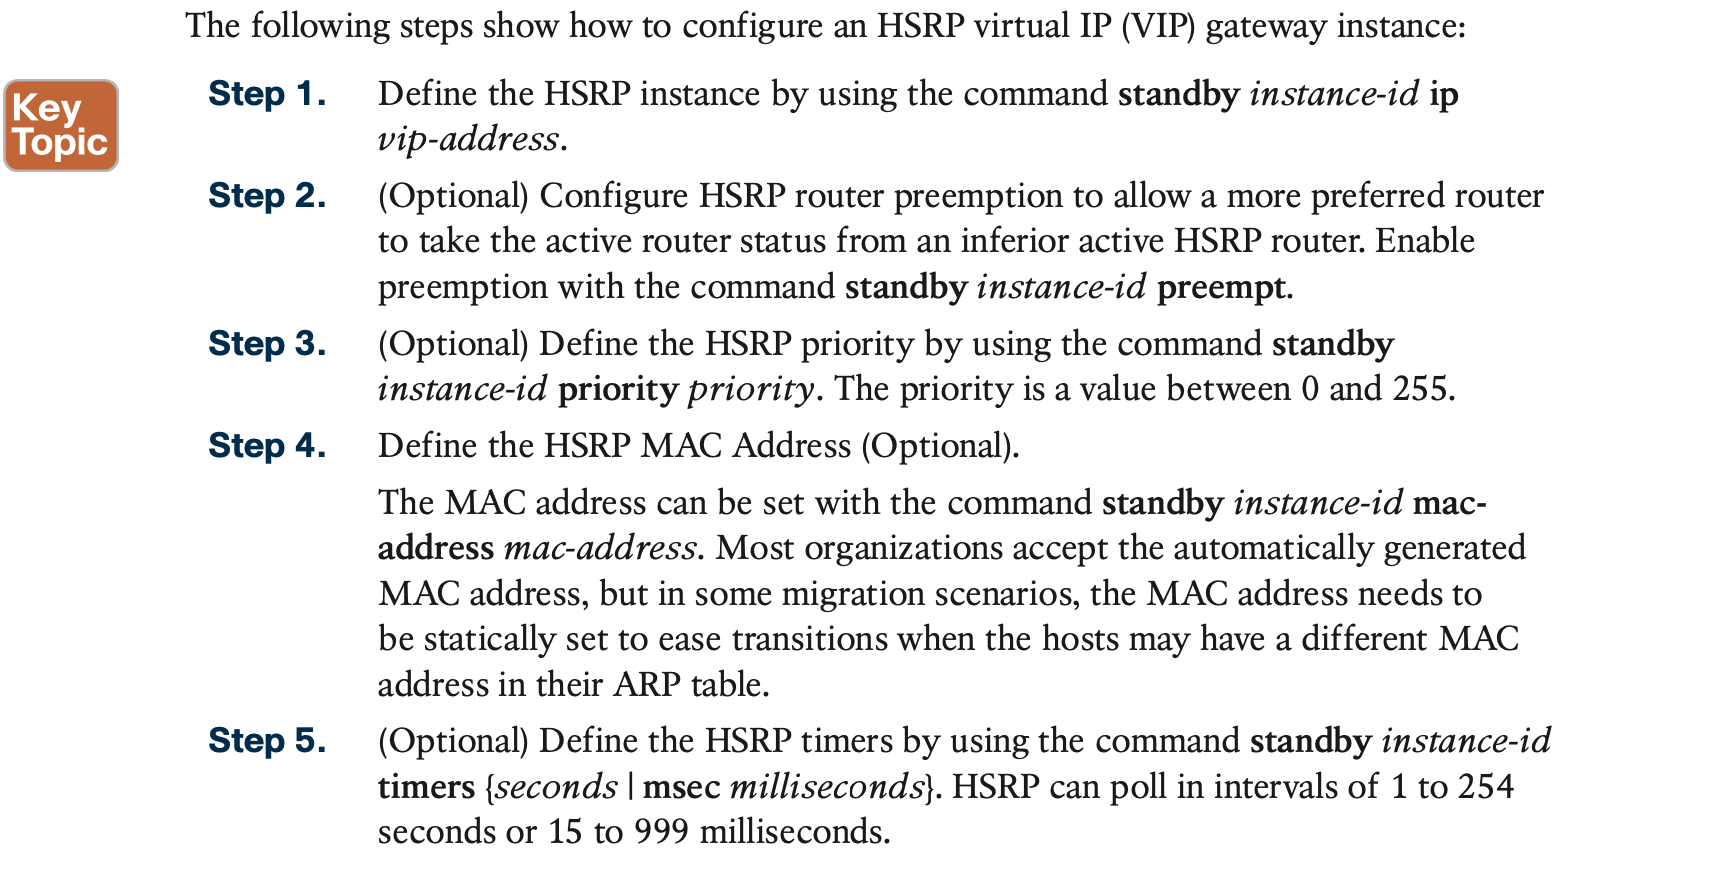 The following steps show how to configure an HSRP virtual IP (VIP) gateway instance:
Key
Topic
Step 1. Define the HSRP instance by using the command standby instance-id ip
vip-address.
Step 2. (Optional) Configure HSRP router preemption to allow a more preferred router
to take the active router status from an inferior active HSRP router. Enable
preemption with the command standby instance-id preempt.
Step 3. (Optional) Define the HSRP priority by using the command standby
instance-id priority priority. The priority is a value between 0 and 255.
Step 4. Define the HSRP MAC Address (Optional).
The MAC address can be set with the command standby instance-id mac-
address mac-address. Most organizations accept the automatically generated
MAC address, but in some migration scenarios, the MAC address needs to
be statically set to ease transitions when the hosts may have a different MAC
address in their ARP table.
Step 5. (Optional) Define the HSRP timers by using the command standby instance-id
timers {seconds | msec milliseconds}. HSRP can poll in intervals of 1 to 254
seconds or 15 to 999 milliseconds.